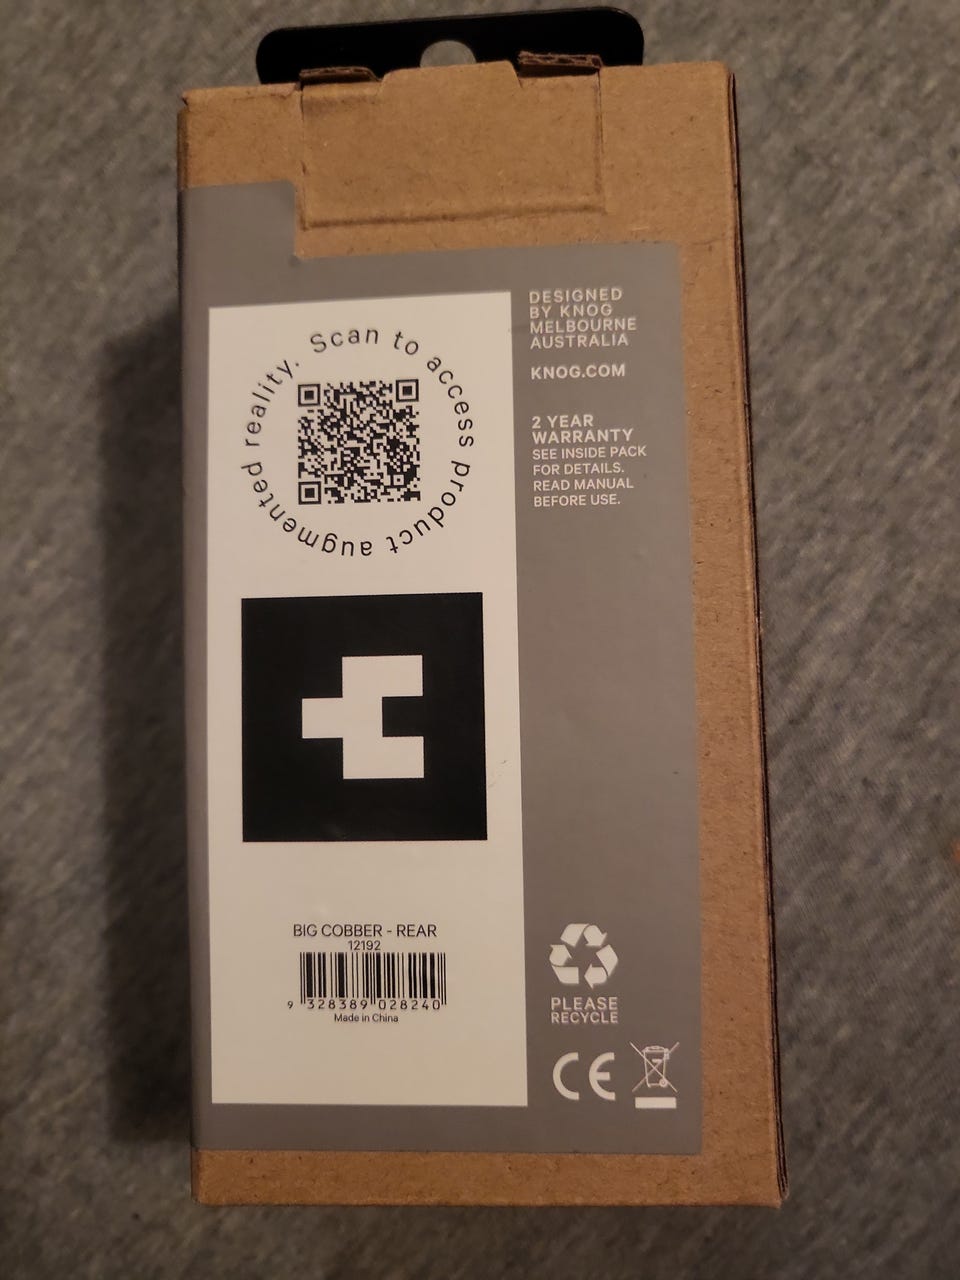 Scan to access product augmented reality.
DESIGNED
BY KNOG
MELBOURNE
AUSTRALIA
KNOG.COM
2 YEAR
WARRANTY
SEE INSIDE PACK
FOR DETAILS.
READ MANUAL
BEFORE USE.
BIG COBBER - REAR
12192
9 328389 028240
Made in China
PLEASE
RECYCLE
CE